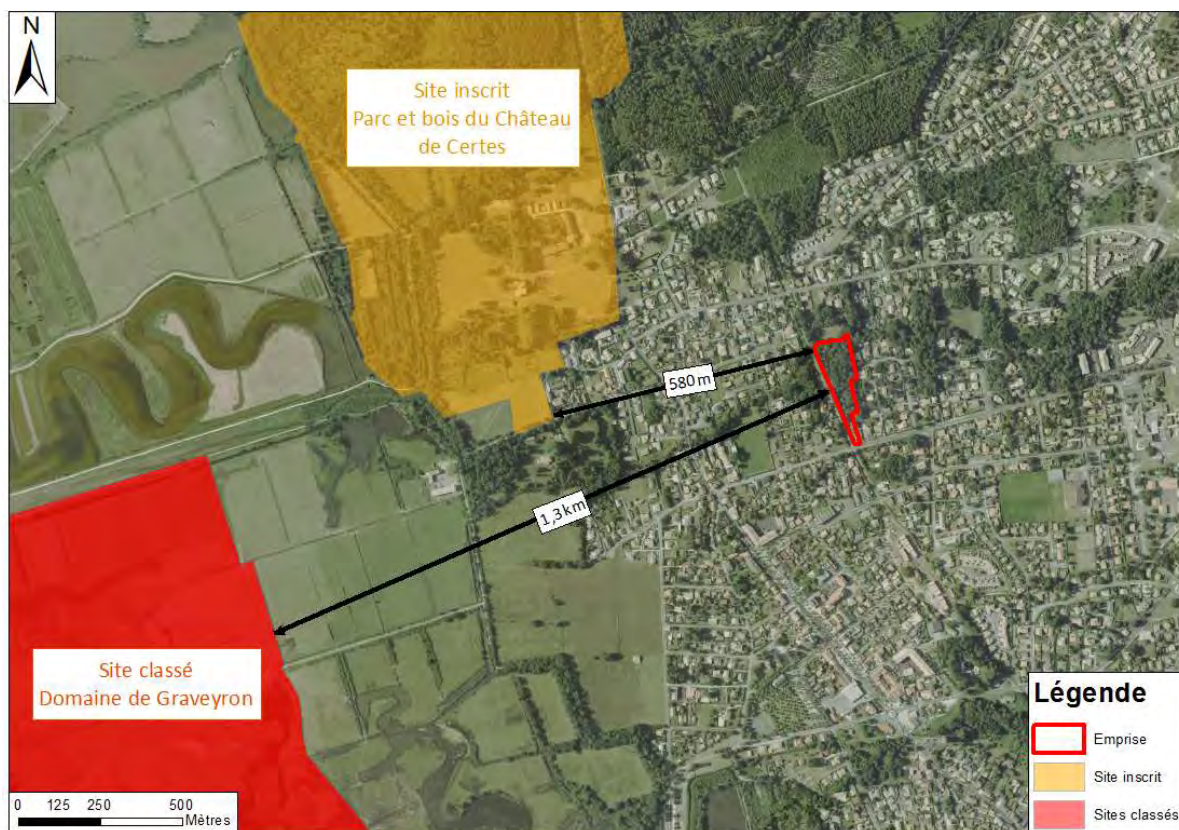 N
Site inscrit
Parc et bois du Château
de Certes
580 m
1,3 km
Site classé
Domaine de Graveyron
Légende
Emprise
Site inscrit
Sites classés
0 125 250 500
Mètres